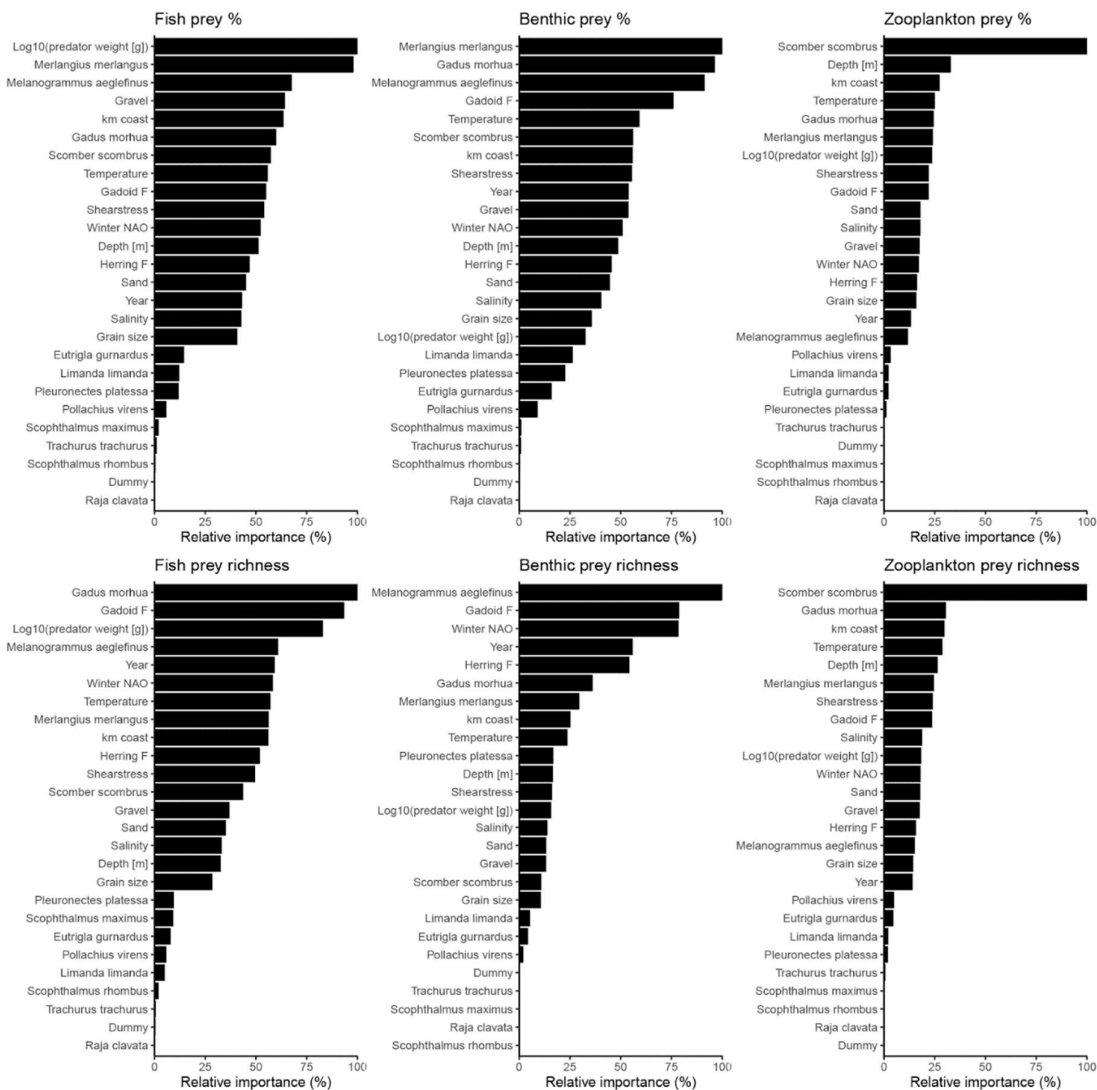 Fish prey %
Log10(predator weight [g])
Merlangius merlangus
Melanogrammus aeglefinus
Gravel
km coast
Gadus morhua
Scomber scombrus
Temperature
Gadoid F
Shearstress
Winter NAO
Depth [m]
Herring F
Sand
Year
Salinity
Grain size
Eutrigla gurnardus
Limanda limanda
Pleuronectes platessa
Pollachius virens
Scophthalmus maximus
Trachurus trachurus
Scophthalmus rhombus
Dummy
Raja clavata
0 25 50 75 100
Relative importance (%)
Benthic prey %
Merlangius merlangus
Gadus morhua
Melanogrammus aeglefinus
Gadoid F
Temperature
Scomber scombrus
km coast
Shearstress
Year
Gravel
Winter NAO
Depth [m]
Herring F
Sand
Salinity
Grain size
Log10(predator weight [g])
Limanda limanda
Pleuronectes platessa
Eutrigla gurnardus
Pollachius virens
Scophthalmus maximus
Trachurus trachurus
Scophthalmus rhombus
Dummy
Raja clavata
0 25 50 75 100
Relative importance (%)
Zooplankton prey %
Scomber scombrus
Depth [m]
km coast
Temperature
Gadus morhua
Merlangius merlangus
Log10(predator weight [g])
Shearstress
Gadoid F
Sand
Salinity
Gravel
Winter NAO
Herring F
Grain size
Year
Melanogrammus aeglefinus
Pollachius virens
Limanda limanda
Eutrigla gurnardus
Pleuronectes platessa
Trachurus trachurus
Dummy
Scophthalmus maximus
Scophthalmus rhombus
Raja clavata
0 25 50 75 100
Relative importance (%)
Fish prey richness
Gadus morhua
Gadoid F
Log10(predator weight [g])
Melanogrammus aeglefinus
Year
Winter NAO
Temperature
Merlangius merlangus
km coast
Herring F
Shearstress
Scomber scombrus
Gravel
Sand
Salinity
Depth [m]
Grain size
Pleuronectes platessa
Scophthalmus maximus
Eutrigla gurnardus
Pollachius virens
Limanda limanda
Scophthalmus rhombus
Trachurus trachurus
Dummy
Raja clavata
0 25 50 75 100
Relative importance (%)
Benthic prey richness
Melanogrammus aeglefinus
Gadoid F
Winter NAO
Year
Herring F
Gadus morhua
Merlangius merlangus
km coast
Temperature
Pleuronectes platessa
Depth [m]
Shearstress
Log10(predator weight [g])
Salinity
Sand
Gravel
Scomber scombrus
Grain size
Limanda limanda
Eutrigla gurnardus
Pollachius virens
Dummy
Trachurus trachurus
Scophthalmus maximus
Raja clavata
Scophthalmus rhombus
0 25 50 75 100
Relative importance (%)
Zooplankton prey richness
Scomber scombrus
Gadus morhua
km coast
Temperature
Depth [m]
Merlangius merlangus
Shearstress
Gadoid F
Salinity
Log10(predator weight [g])
Winter NAO
Sand
Gravel
Herring F
Melanogrammus aeglefinus
Grain size
Year
Pollachius virens
Eutrigla gurnardus
Limanda limanda
Pleuronectes platessa
Trachurus trachurus
Scophthalmus maximus
Scophthalmus rhombus
Raja clavata
Dummy
0 25 50 75 100
Relative importance (%)